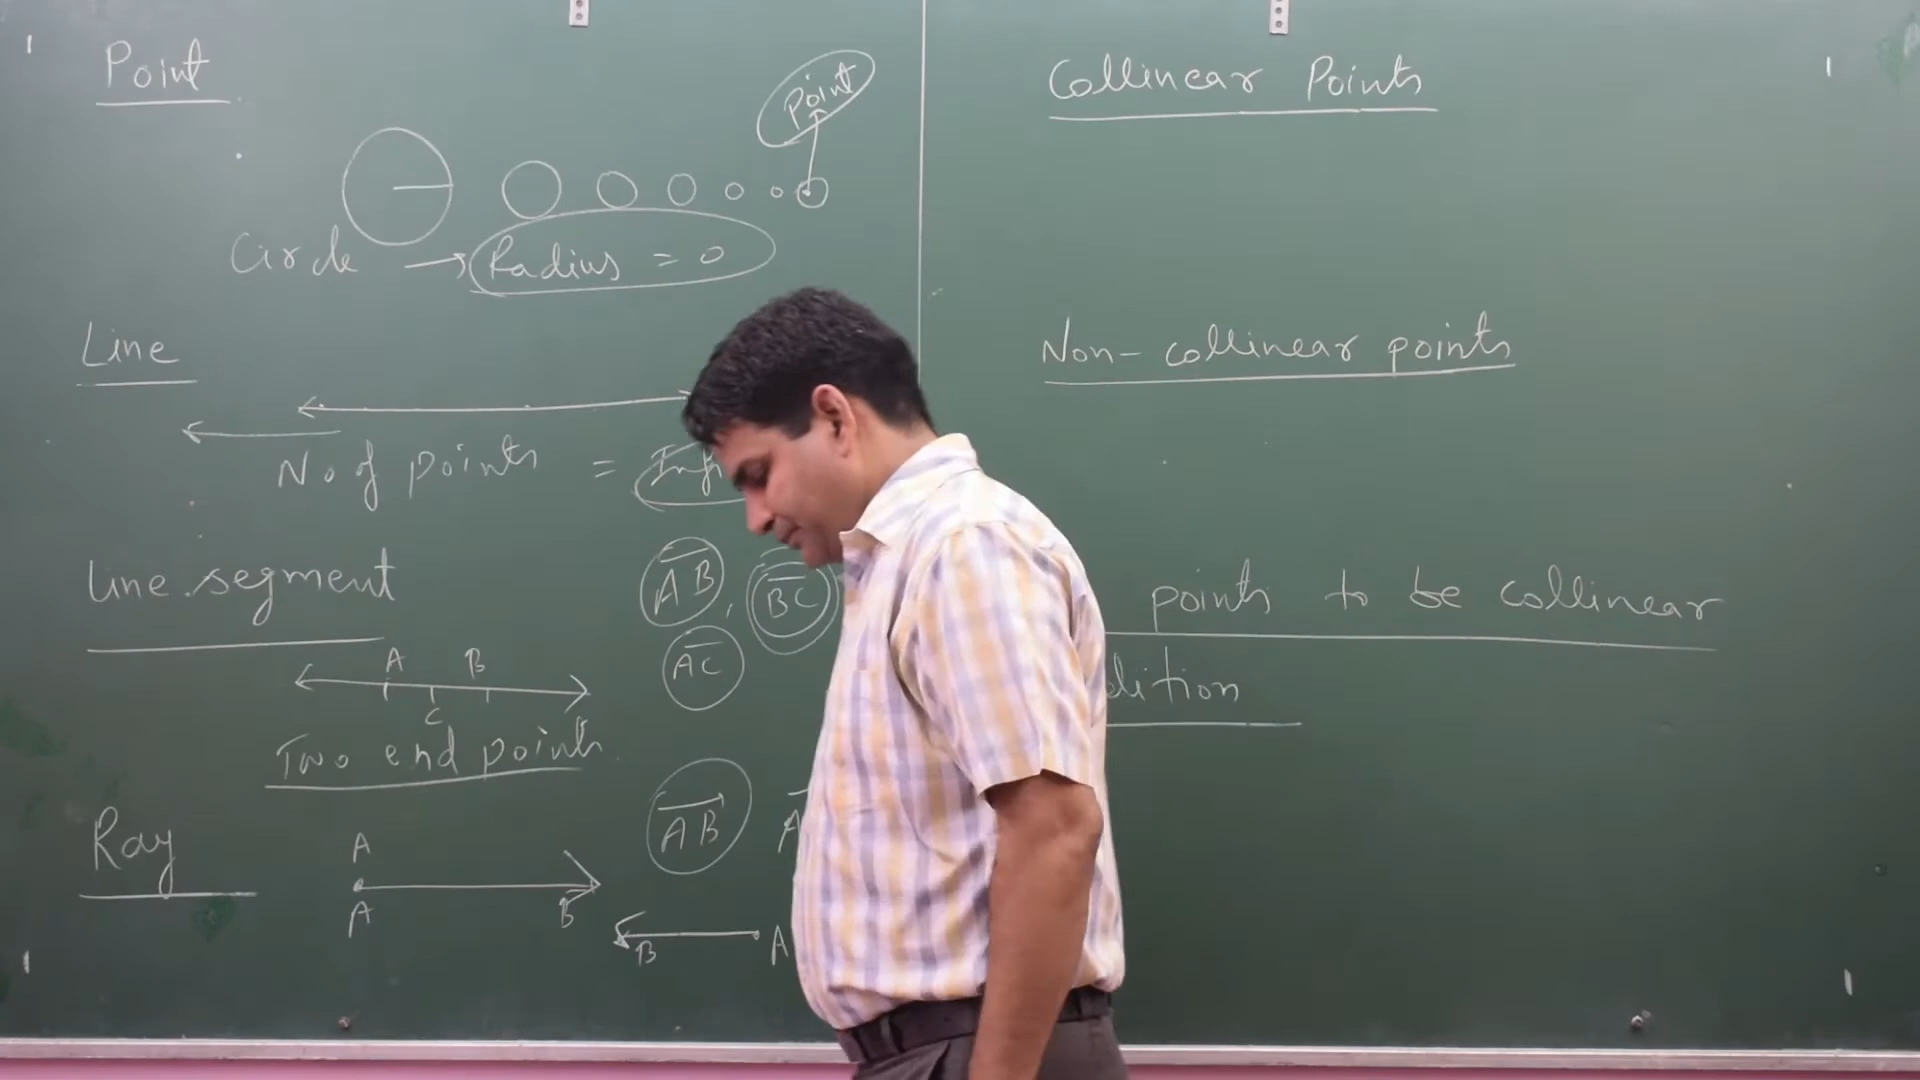 Point
Point
Circle → Radius = 0
Line
No of points =
Line segment
A B
C
Two end points
AB, BC
AC
Ray
A
A B
AB
B A
Collinear Points
Non-collinear points
points to be collinear